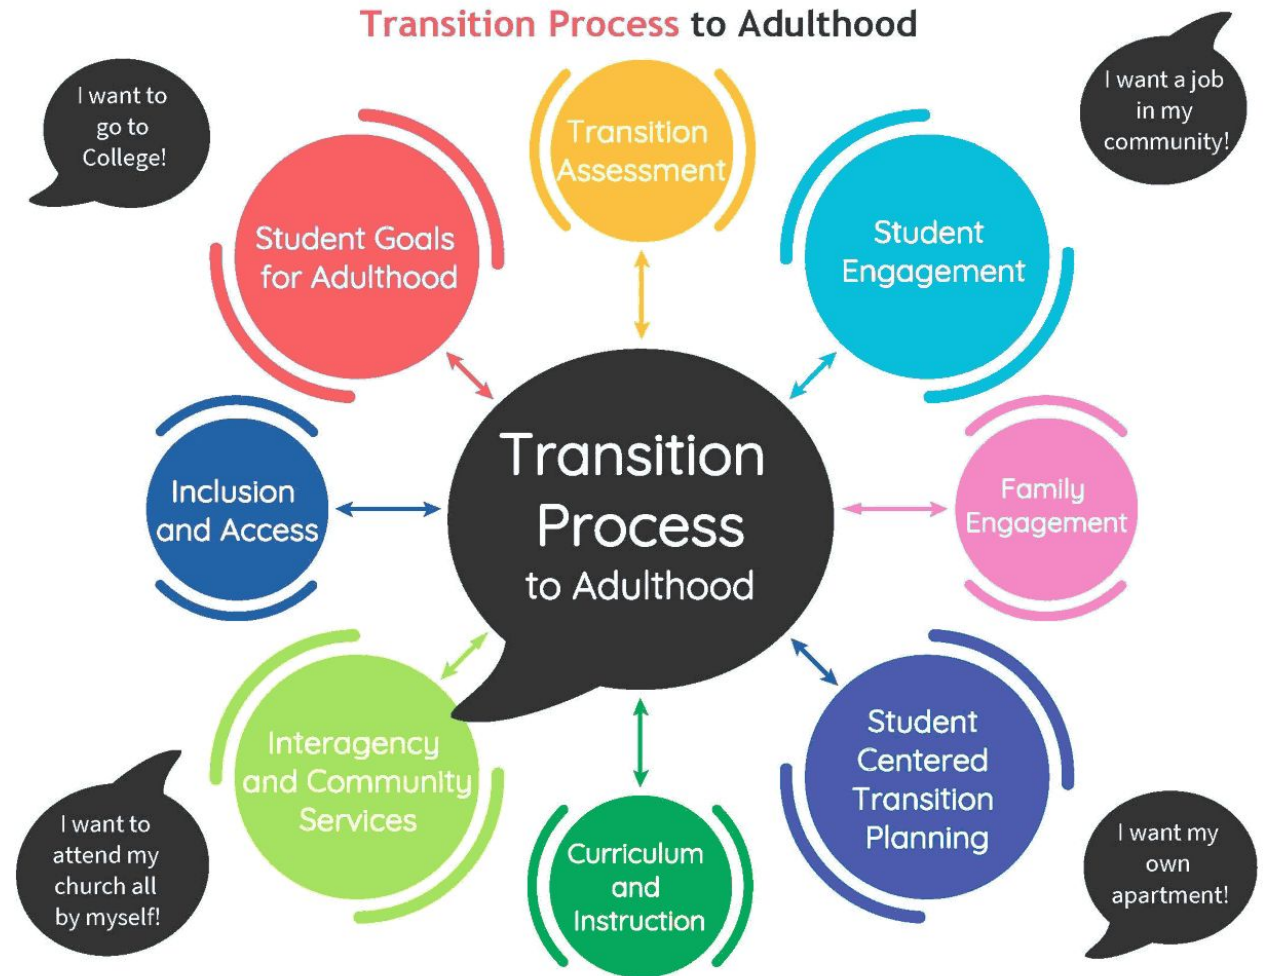 Transition Process to Adulthood
I want to
go to
College!
I want a job
in my
community!
Transition
Assessment
Student Goals
for Adulthood
Student
Engagement
Inclusion
and Access
Transition
Process
to Adulthood
Family
Engagement
Interagency
and Community
Services
Student
Centered
Transition
Planning
Curriculum
and
Instruction
I want to
attend my
church all
by myself!
I want my
own
apartment!